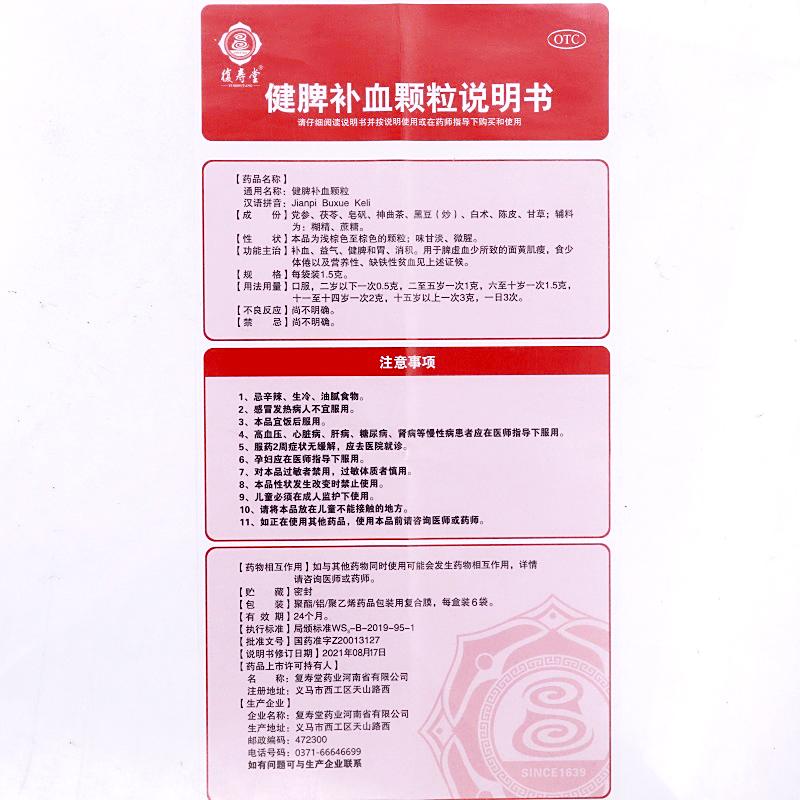 復寿堂®
FUSHOUTANG
OTC
健脾补血颗粒说明书
请仔细阅读说明书并按说明使用或在药师指导下购买和使用
【药品名称】
通用名称：健脾补血颗粒
汉语拼音：Jianpi Buxue Keli
【成 份】党参、茯苓、皂矾、神曲茶、黑豆（炒）、白术、陈皮、甘草；辅料
为：糊精、蔗糖。
【性 状】本品为浅棕色至棕色的颗粒；味甘淡、微腥。
【功能主治】补血、益气、健脾和胃、消积。用于脾虚血少所致的面黄肌瘦，食少
体倦以及营养性、缺铁性贫血见上述证候。
【规 格】每袋装1.5克。
【用法用量】口服，二岁以下一次0.5克，二至五岁一次1克，六至十岁一次1.5克，
十一至十四岁一次2克，十五岁以上一次3克，一日3次。
【不良反应】尚不明确。
【禁 忌】尚不明确。
注意事项
1、忌辛辣、生冷、油腻食物。
2、感冒发热病人不宜服用。
3、本品宜饭后服用。
4、高血压、心脏病、肝病、糖尿病、肾病等慢性病患者应在医师指导下服用。
5、服药2周症状无缓解，应去医院就诊。
6、孕妇应在医师指导下服用。
7、对本品过敏者禁用，过敏体质者慎用。
8、本品性状发生改变时禁止使用。
9、儿童必须在成人监护下使用。
10、请将本品放在儿童不能接触的地方。
11、如正在使用其他药品，使用本品前请咨询医师或药师。
【药物相互作用】如与其他药物同时使用可能会发生药物相互作用，详情
请咨询医师或药师。
【贮 藏】密封
【包 装】聚酯/铝/聚乙烯药品包装用复合膜，每盒装6袋。
【有 效 期】24个月。
【执行标准】局颁标准WS₃-B-2019-95-1
【批准文号】国药准字Z20013127
【说明书修订日期】2021年08月17日
【药品上市许可持有人】
名 称：复寿堂药业河南省有限公司
注册地址：义马市西工区天山路西
【生产企业】
企业名称：复寿堂药业河南省有限公司
生产地址：义马市西工区天山路西
邮政编码：472300
电话号码：0371-66646699
如有问题可与生产企业联系
SINCE1639